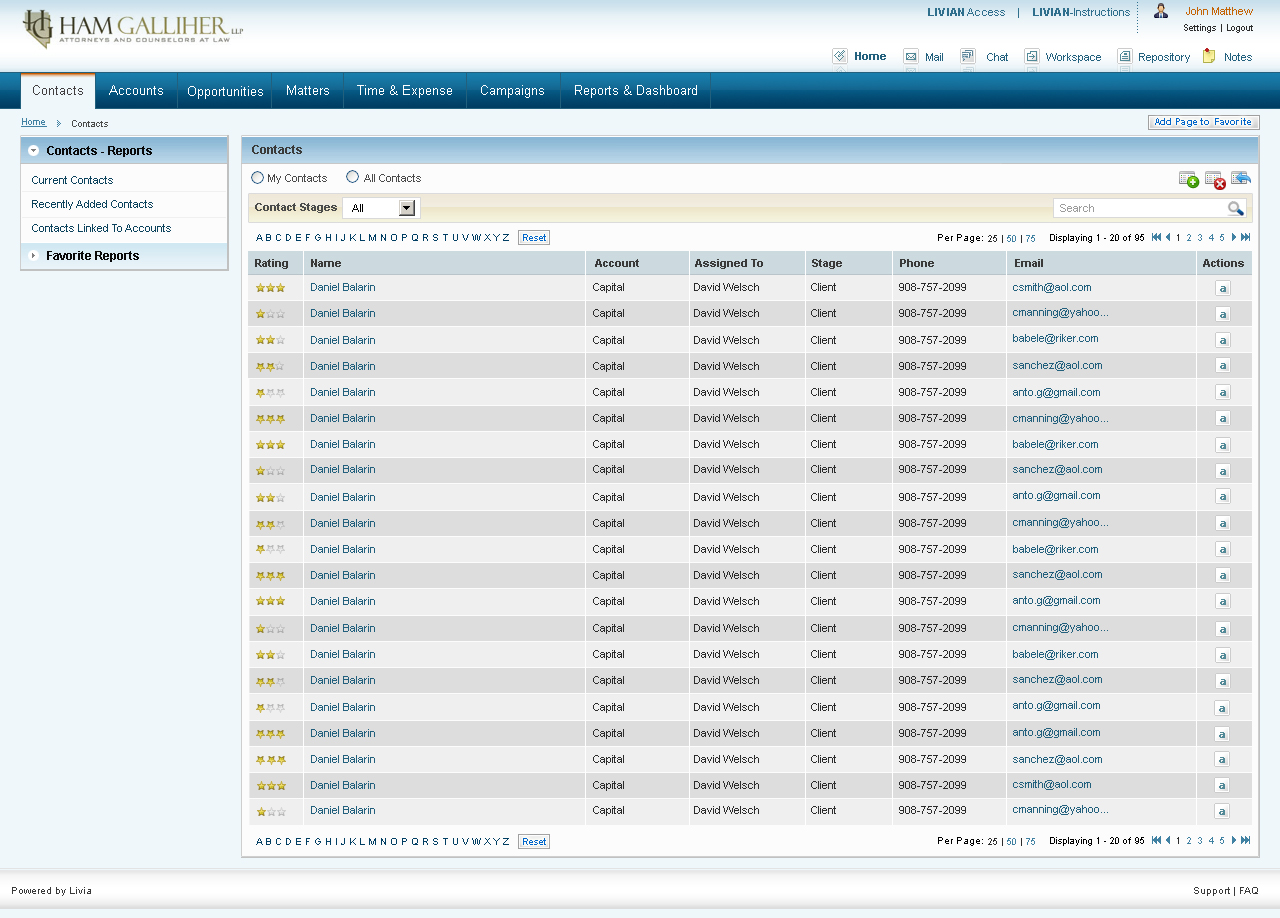 HAM GALLIHER LLP
ATTORNEYS AND COUNSELORS AT LAW
LIVIAN Access | LIVIAN-Instructions
John Matthew
Settings | Logout
Home Mail Chat Workspace Repository Notes
Contacts Accounts Opportunities Matters Time & Expense Campaigns Reports & Dashboard
Home > Contacts
Add Page to Favorite
Contacts - Reports
Current Contacts
Recently Added Contacts
Contacts Linked To Accounts
Favorite Reports
Contacts
My Contacts All Contacts
Contact Stages All Search
A B C D E F G H I J K L M N O P Q R S T U V W X Y Z Reset Per Page: 25 | 50 | 75 Displaying 1 - 20 of 95 1 2 3 4 5
Rating Name Account Assigned To Stage Phone Email Actions
Daniel Balarin Capital David Welsch Client 908-757-2099 csmith@aol.com a
Daniel Balarin Capital David Welsch Client 908-757-2099 cmanning@yahoo... a
Daniel Balarin Capital David Welsch Client 908-757-2099 babele@riker.com a
Daniel Balarin Capital David Welsch Client 908-757-2099 sanchez@aol.com a
Daniel Balarin Capital David Welsch Client 908-757-2099 anto.g@gmail.com a
Daniel Balarin Capital David Welsch Client 908-757-2099 cmanning@yahoo... a
Daniel Balarin Capital David Welsch Client 908-757-2099 babele@riker.com a
Daniel Balarin Capital David Welsch Client 908-757-2099 sanchez@aol.com a
Daniel Balarin Capital David Welsch Client 908-757-2099 anto.g@gmail.com a
Daniel Balarin Capital David Welsch Client 908-757-2099 cmanning@yahoo... a
Daniel Balarin Capital David Welsch Client 908-757-2099 babele@riker.com a
Daniel Balarin Capital David Welsch Client 908-757-2099 sanchez@aol.com a
Daniel Balarin Capital David Welsch Client 908-757-2099 anto.g@gmail.com a
Daniel Balarin Capital David Welsch Client 908-757-2099 cmanning@yahoo... a
Daniel Balarin Capital David Welsch Client 908-757-2099 babele@riker.com a
Daniel Balarin Capital David Welsch Client 908-757-2099 sanchez@aol.com a
Daniel Balarin Capital David Welsch Client 908-757-2099 anto.g@gmail.com a
Daniel Balarin Capital David Welsch Client 908-757-2099 anto.g@gmail.com a
Daniel Balarin Capital David Welsch Client 908-757-2099 sanchez@aol.com a
Daniel Balarin Capital David Welsch Client 908-757-2099 csmith@aol.com a
Daniel Balarin Capital David Welsch Client 908-757-2099 cmanning@yahoo... a
A B C D E F G H I J K L M N O P Q R S T U V W X Y Z Reset Per Page: 25 | 50 | 75 Displaying 1 - 20 of 95 1 2 3 4 5
Powered by Livia Support | FAQ